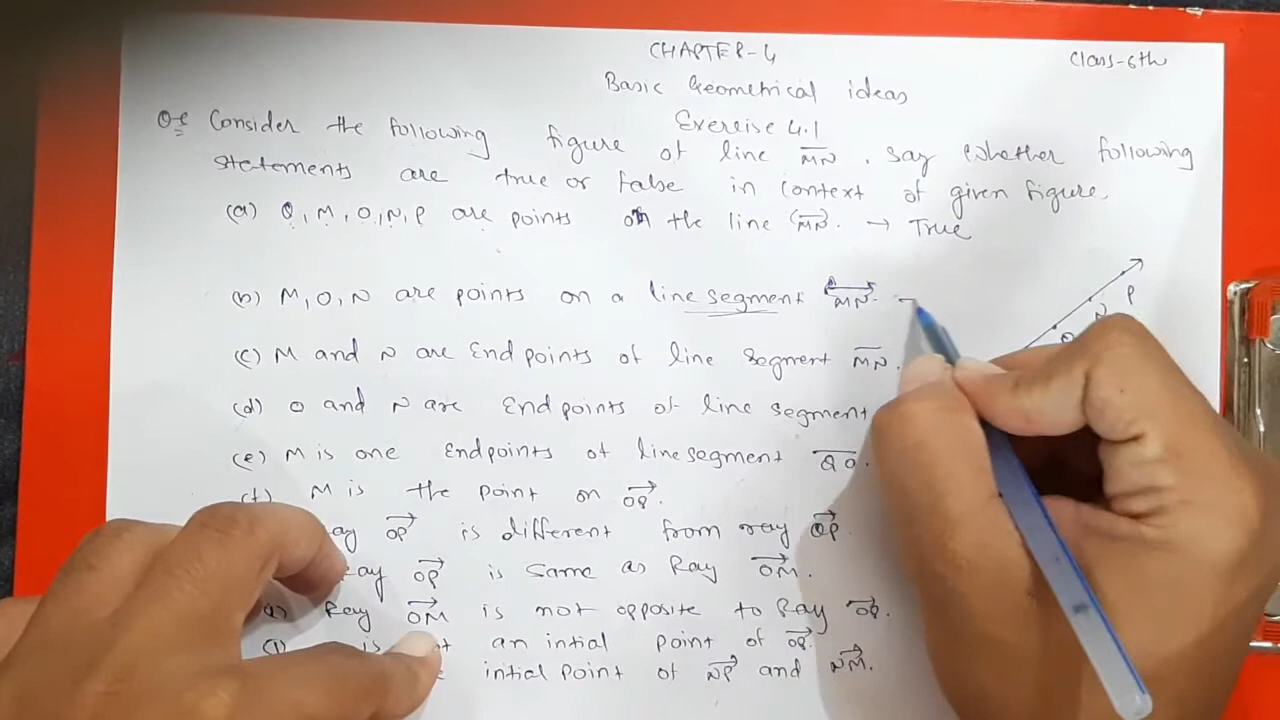 CHAPTER-4
Class-6th
Basic Geometrical ideas
Exercise 4.1
Consider the following figure of line MN. Say Whether following
statements are true or false in context of given figure.
(a) Q, M, O, N, P are points on the line MN. → True
(b) M, O, N are points on a line segment MN.
(c) M and N are End points of line segment MN.
(d) O and N are End points of line segment
(e) M is one Endpoints of line segment QO.
(f) M is the point on
ay OP is different from ray QP.
ay OP is same as Ray OM.
Ray OM is not opposite to Ray OP.
is an intial point of
intial point of NP and NM.
P
N
O